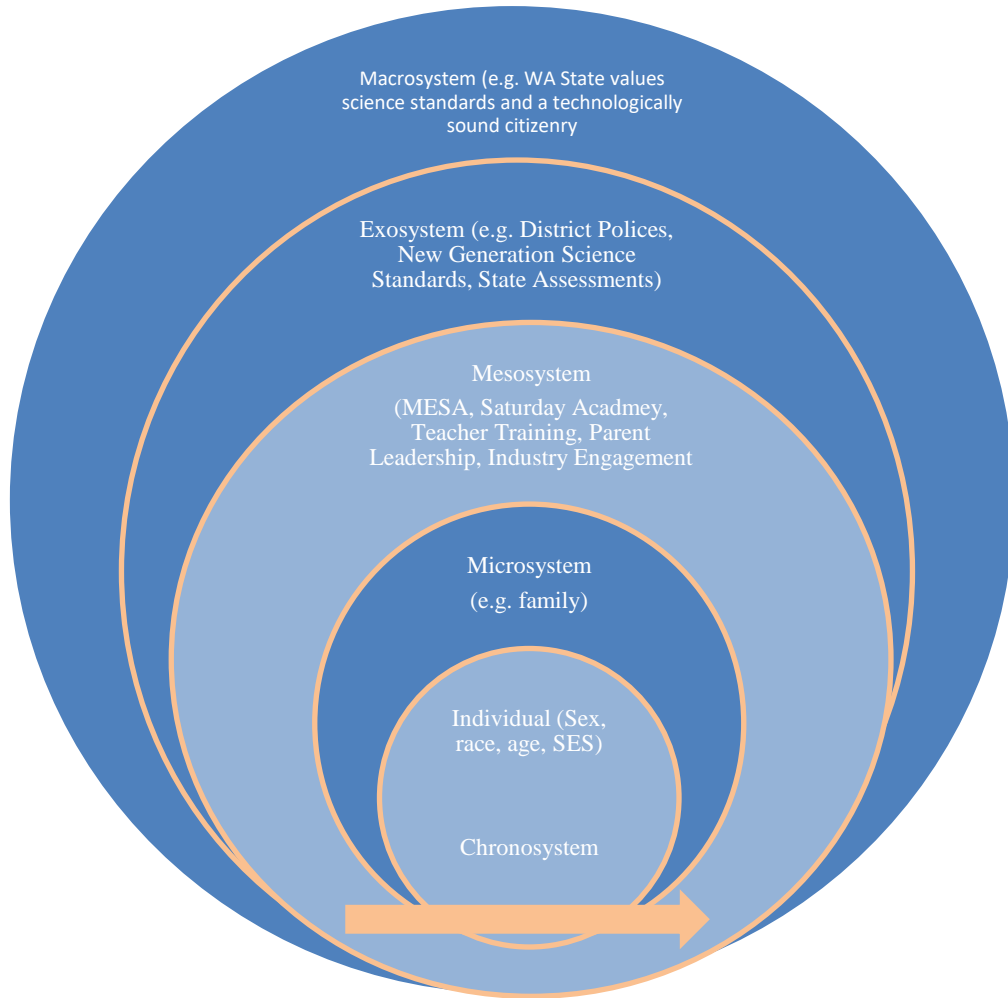 Macrosystem (e.g. WA State values
science standards and a technologically
sound citizenry
Exosystem (e.g. District Polices,
New Generation Science
Standards, State Assessments)
Mesosystem
(MESA, Saturday Acadmey,
Teacher Training, Parent
Leadership, Industry Engagement
Microsystem
(e.g. family)
Individual (Sex,
race, age, SES)
Chronosystem